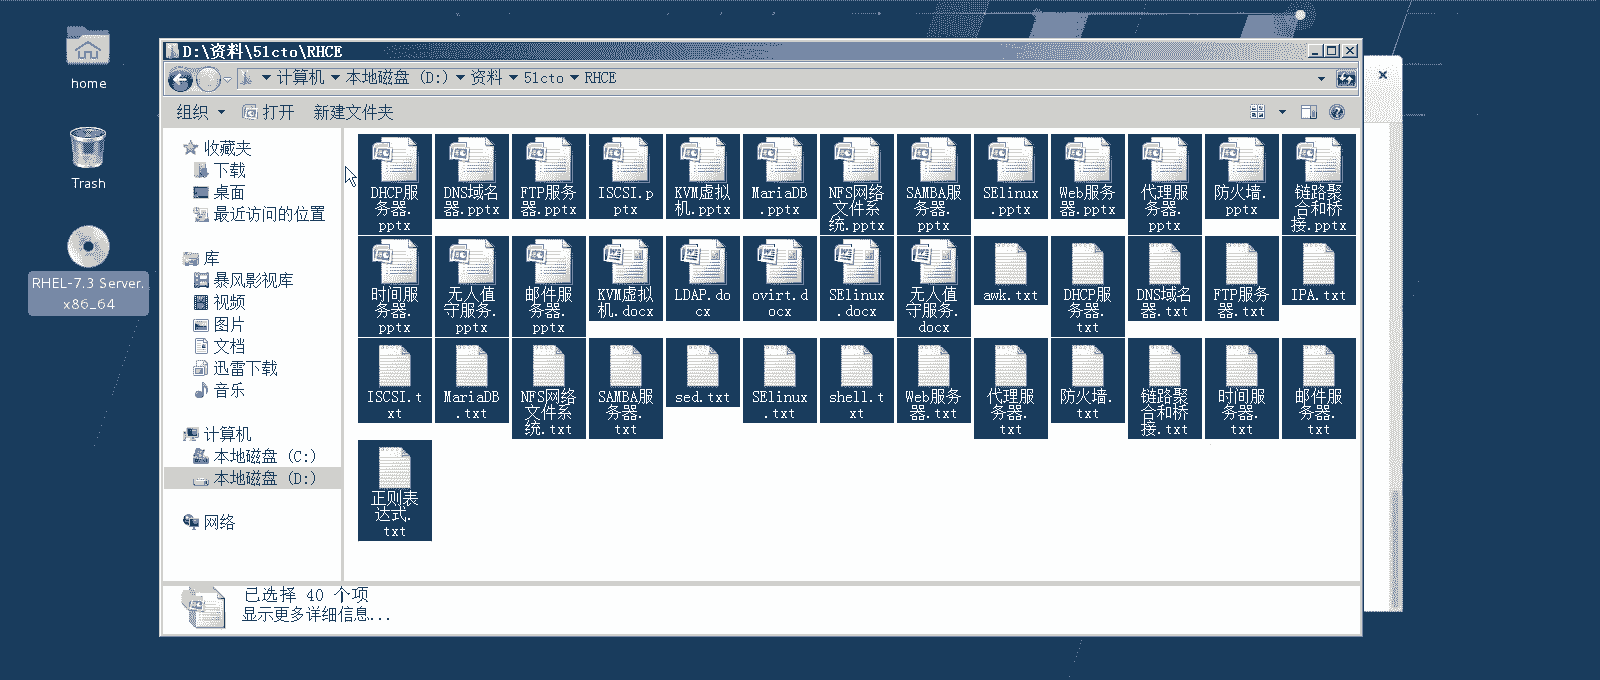 home
Trash
RHEL-7.3 Server.
x86_64
D:\资料\51cto\RHCE
计算机 本地磁盘 (D:) 资料 51cto RHCE
组织 打开 新建文件夹
收藏夹
下载
桌面
最近访问的位置
库
暴风影视库
视频
图片
文档
迅雷下载
音乐
计算机
本地磁盘 (C:)
本地磁盘 (D:)
网络
DHCP服
务器.
pptx
DNS域名
器.pptx
FTP服务
器.pptx
ISCSI.p
ptx
KVM虚拟
机.pptx
MariaDB
.pptx
NFS网络
文件系
统.pptx
SAMBA服
务器.
pptx
SElinux
.pptx
Web服务
器.pptx
代理服
务器.
pptx
防火墙.
pptx
链路聚
合和桥
接.pptx
时间服
务器.
pptx
无人值
守服务.
pptx
邮件服
务器.
pptx
KVM虚拟
机.docx
LDAP.do
cx
ovirt.d
ocx
SElinux
.docx
无人值
守服务.
docx
awk.txt
DHCP服
务器.
txt
DNS域名
器.txt
FTP服务
器.txt
IPA.txt
ISCSI.t
xt
MariaDB
.txt
NFS网络
文件系
统.txt
SAMBA服
务器.
txt
sed.txt
SElinux
.txt
shell.t
xt
Web服务
器.txt
代理服
务器.
txt
防火墙.
txt
链路聚
合和桥
接.txt
时间服
务器.
txt
邮件服
务器.
txt
正则表
达式.
txt
已选择 40 个项
显示更多详细信息...